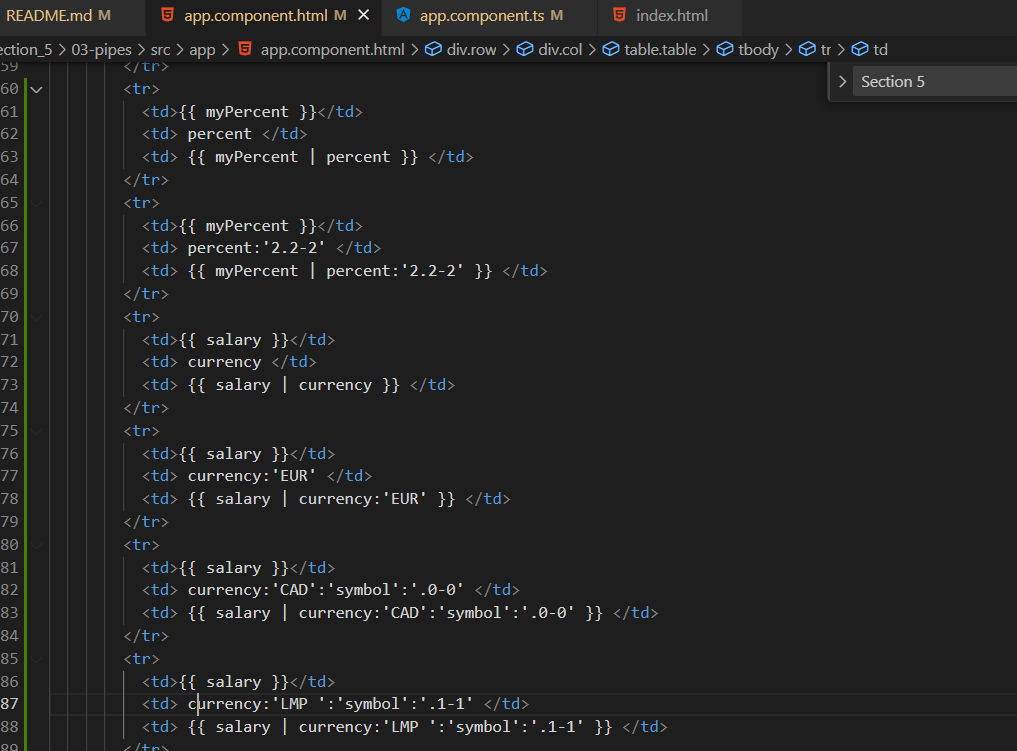 README.md M app.component.html M app.component.ts M index.html
ection_5 > 03-pipes > src > app > app.component.html > div.row > div.col > table.table > tbody > tr > td
Section 5
59 </tr>
60 <tr>
61 <td>{{ myPercent }}</td>
62 <td> percent </td>
63 <td> {{ myPercent | percent }} </td>
64 </tr>
65 <tr>
66 <td>{{ myPercent }}</td>
67 <td> percent:'2.2-2' </td>
68 <td> {{ myPercent | percent:'2.2-2' }} </td>
69 </tr>
70 <tr>
71 <td>{{ salary }}</td>
72 <td> currency </td>
73 <td> {{ salary | currency }} </td>
74 </tr>
75 <tr>
76 <td>{{ salary }}</td>
77 <td> currency:'EUR' </td>
78 <td> {{ salary | currency:'EUR' }} </td>
79 </tr>
80 <tr>
81 <td>{{ salary }}</td>
82 <td> currency:'CAD':'symbol':'.0-0' </td>
83 <td> {{ salary | currency:'CAD':'symbol':'.0-0' }} </td>
84 </tr>
85 <tr>
86 <td>{{ salary }}</td>
87 <td> currency:'LMP ':'symbol':'.1-1' </td>
88 <td> {{ salary | currency:'LMP ':'symbol':'.1-1' }} </td>
89 </tr>